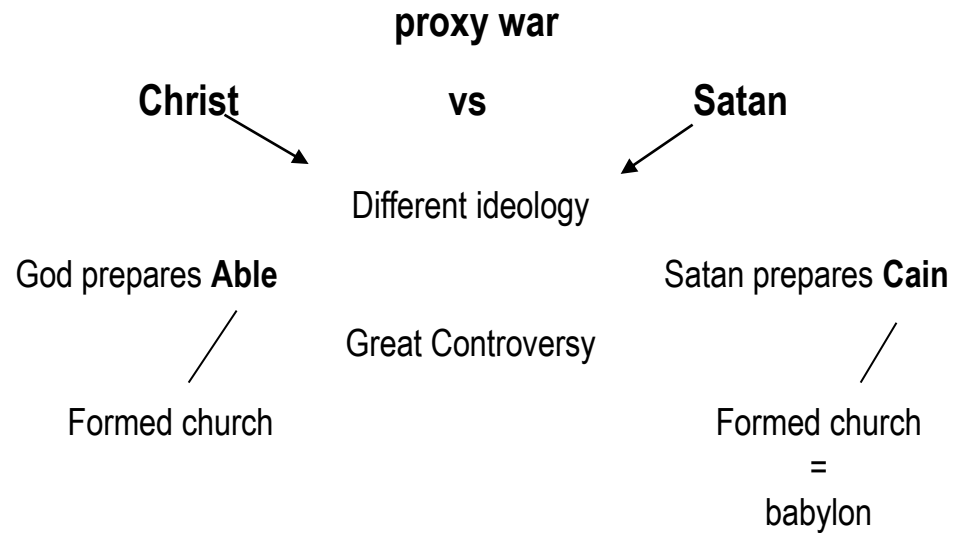 proxy war
Christ vs Satan
Different ideology
God prepares Able Satan prepares Cain
Great Controversy
Formed church Formed church
=
babylon